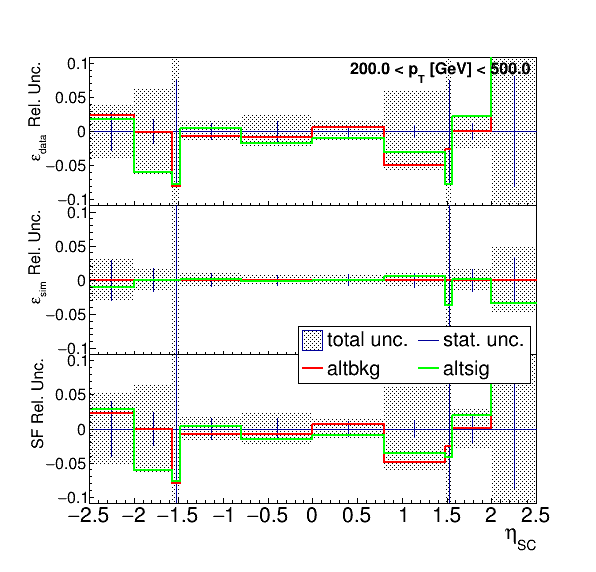 200.0 < p_T [GeV] < 500.0
ε_data Rel. Unc.
0.1
0.05
0
−0.05
−0.1
ε_sim Rel. Unc.
0.1
0.05
0
−0.05
−0.1
total unc.
stat. unc.
altbkg
altsig
SF Rel. Unc.
0.1
0.05
0
−0.05
−0.1
−2.5 −2 −1.5 −1 −0.5 0 0.5 1 1.5 2 2.5
η_SC